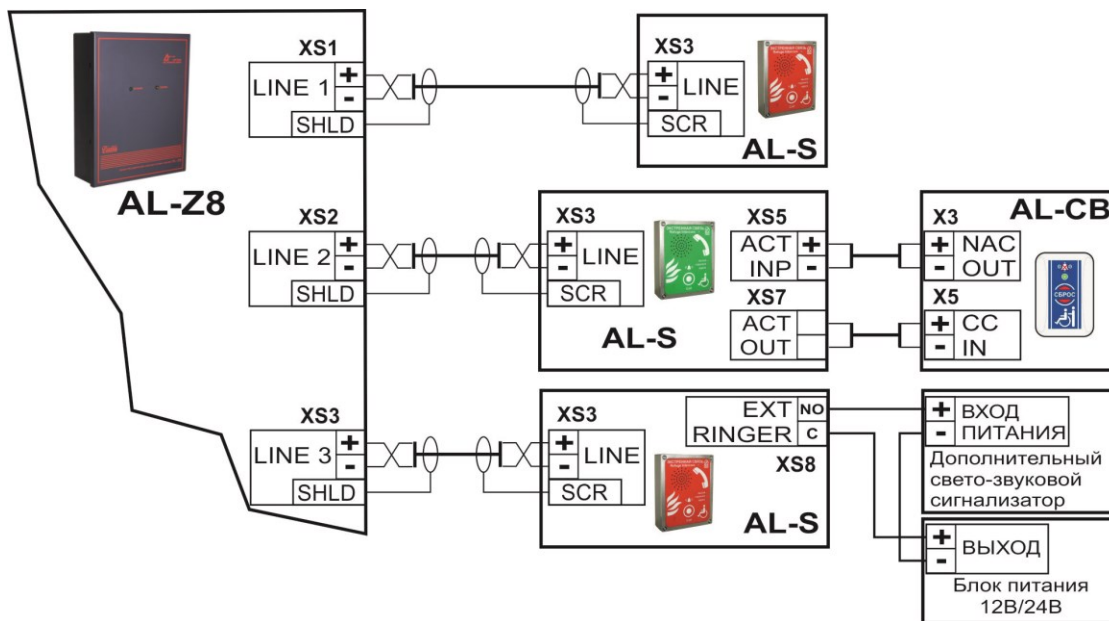 AL-Z8
XS1
LINE 1
+
-
SHLD
XS3
+
-
LINE
SCR
AL-S
XS2
LINE 2
+
-
SHLD
XS3
+
-
LINE
SCR
AL-S
XS5
ACT
INP
+
-
XS7
ACT
OUT
AL-CB
X3
+
-
NAC
OUT
X5
+
-
CC
IN
СБРОС
XS3
LINE 3
+
-
SHLD
XS3
+
-
LINE
SCR
AL-S
EXT NO
RINGER C
XS8
+
-
ВХОД
ПИТАНИЯ
Дополнительный
свето-звуковой
сигнализатор
+
-
ВЫХОД
Блок питания
12В/24В